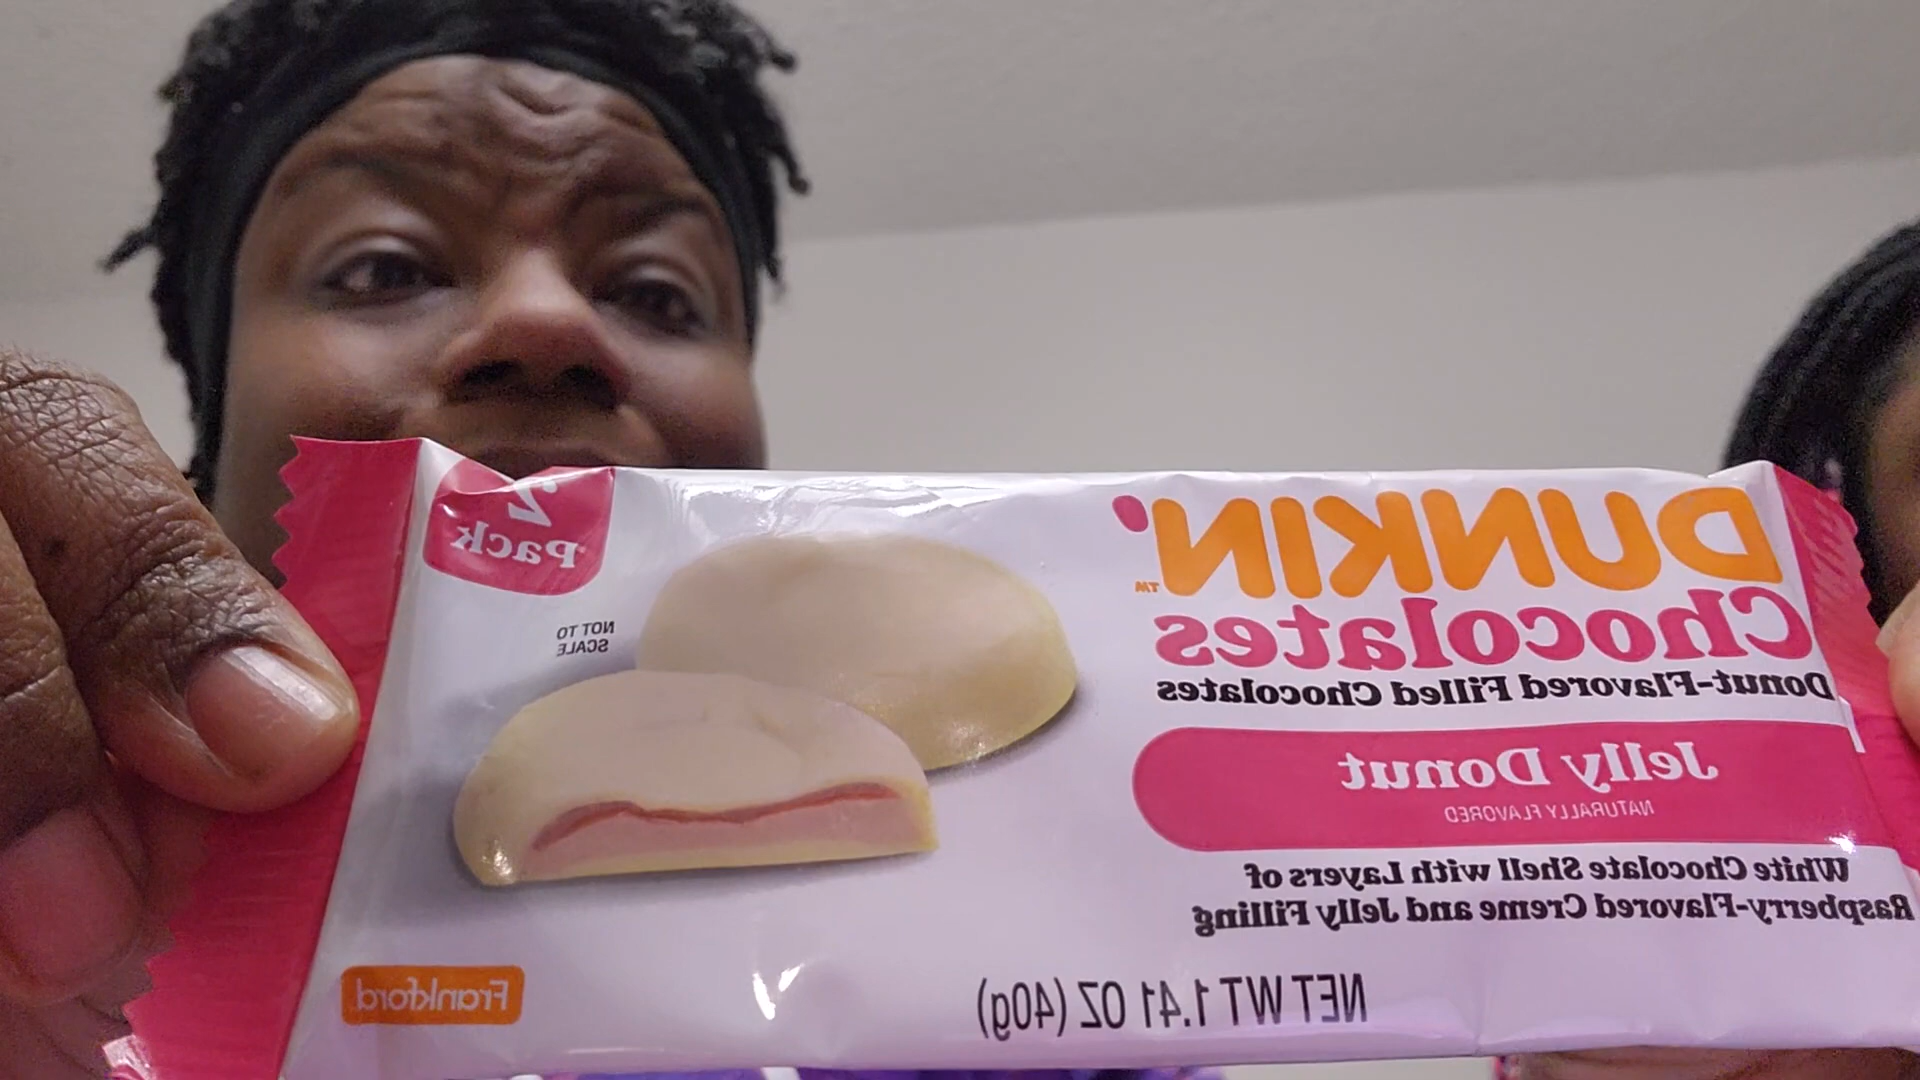 DUNKIN'™
Chocolates
Donut-Flavored Filled Chocolates
Jelly Donut
NATURALLY FLAVORED
White Chocolate Shell with Layers of
Raspberry-Flavored Creme and Jelly Filling
NET WT 1.41 OZ (40g)
2
Pack
NOT TO
SCALE
Frankford